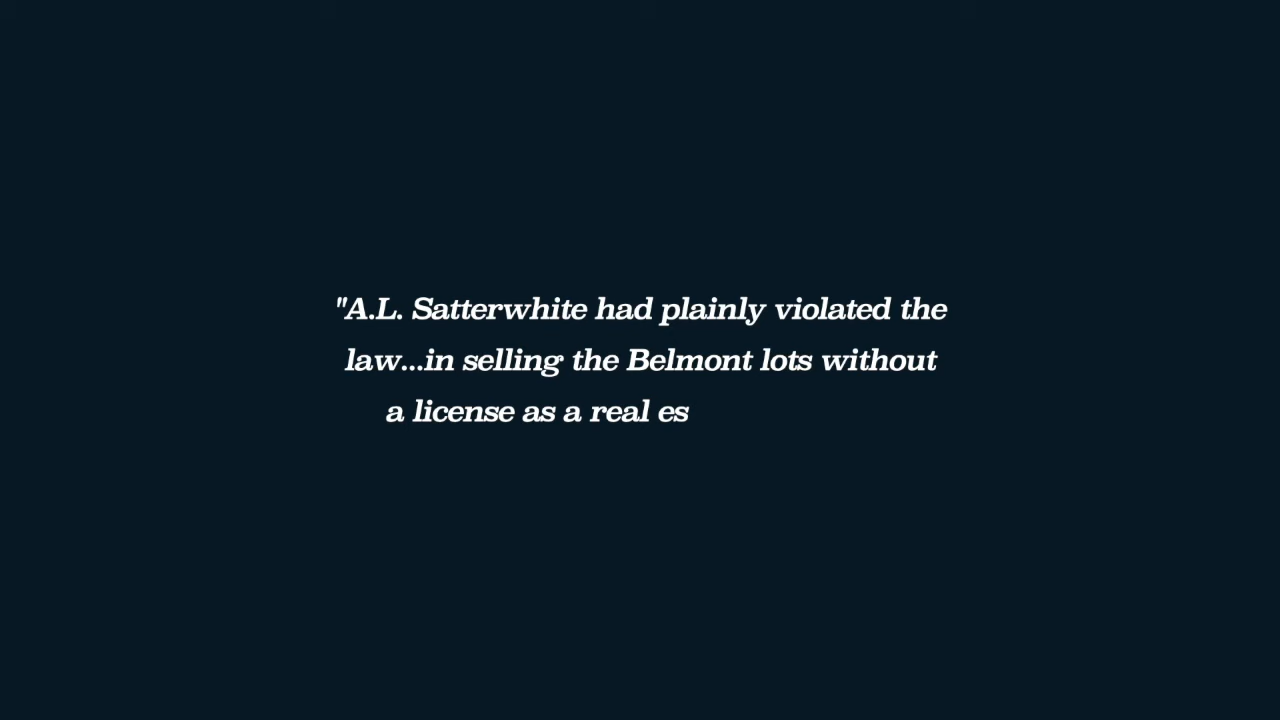 "A.L. Satterwhite had plainly violated the
law...in selling the Belmont lots without
a license as a real es